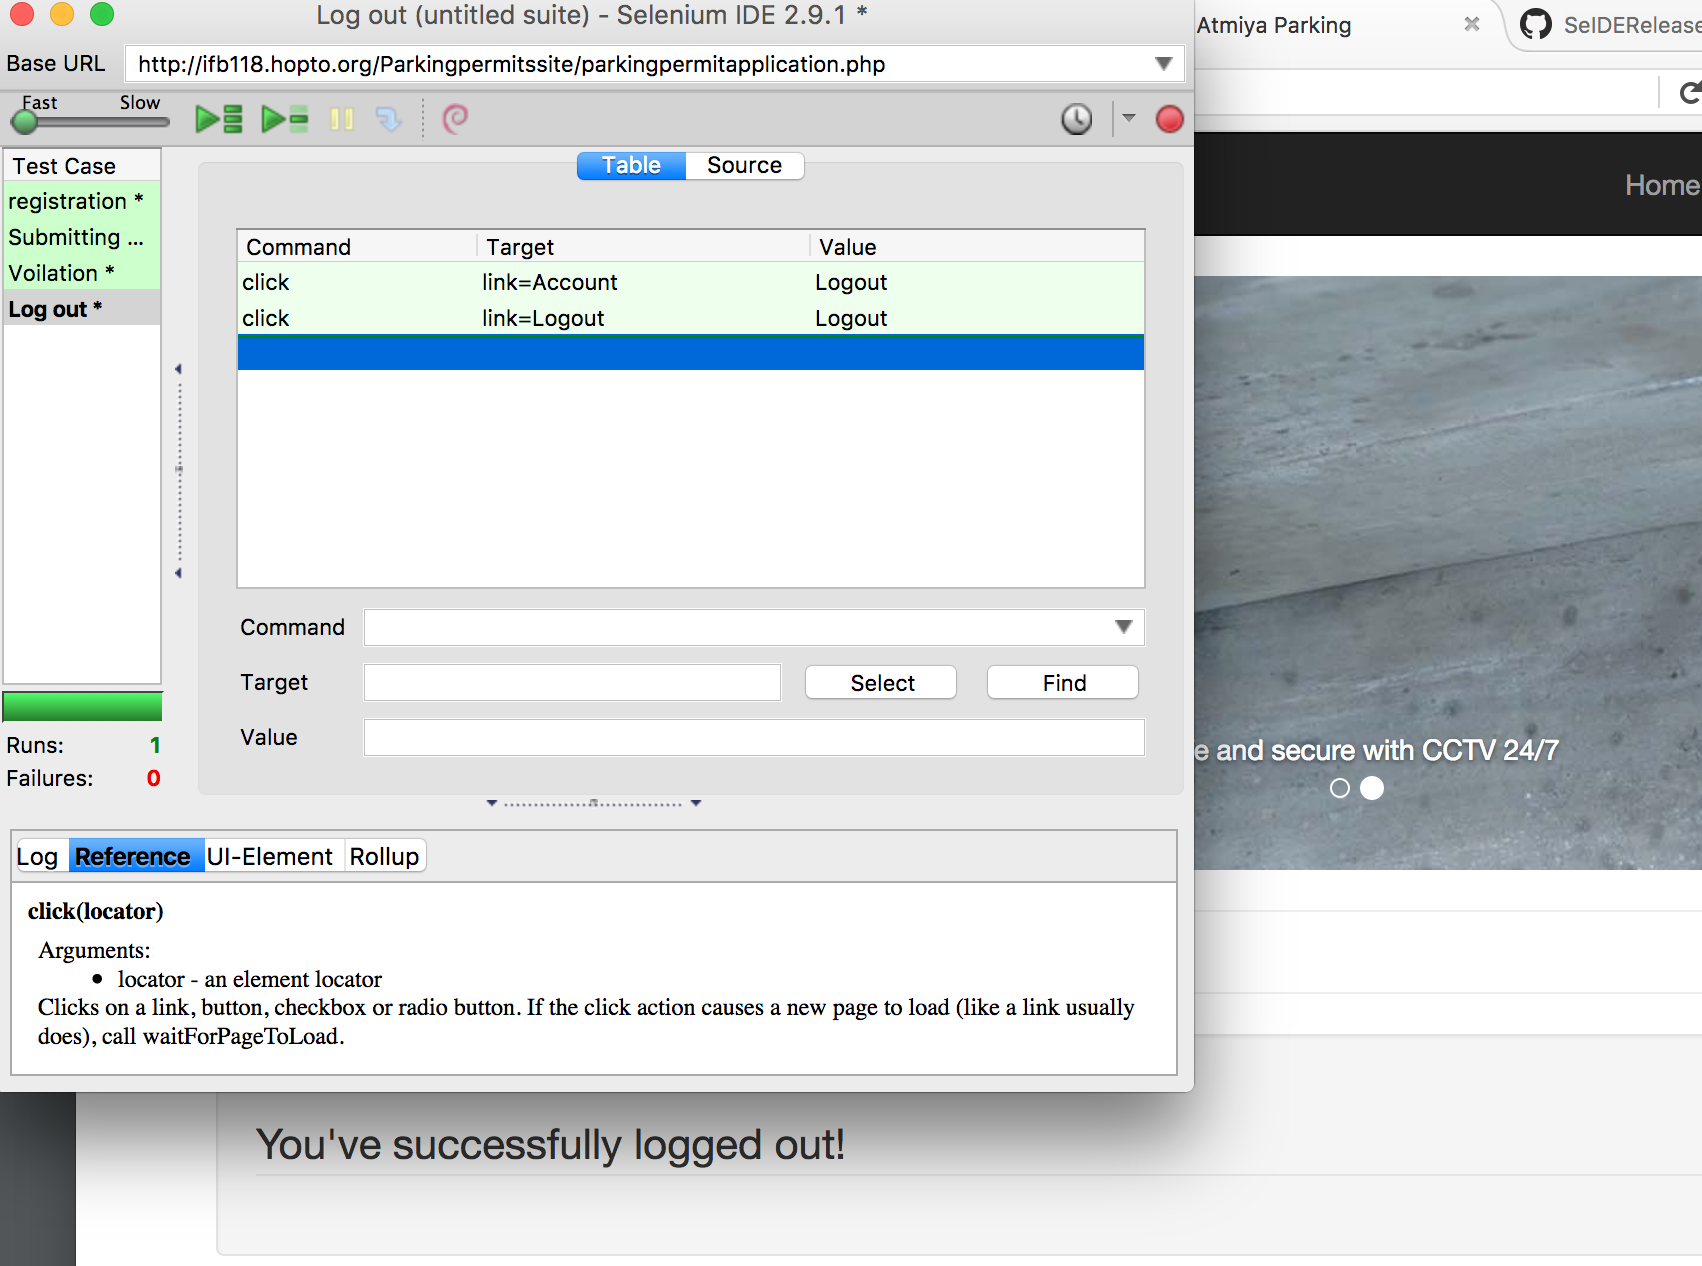 Log out (untitled suite) - Selenium IDE 2.9.1 *
Base URL http://ifb118.hopto.org/Parkingpermitssite/parkingpermitapplication.php
Fast Slow
Test Case
registration *
Submitting ...
Voilation *
Log out *
Runs: 1
Failures: 0
Table Source
Command Target Value
click link=Account Logout
click link=Logout Logout
Command
Target Select Find
Value
Log Reference UI-Element Rollup
click(locator)
Arguments:
• locator - an element locator
Clicks on a link, button, checkbox or radio button. If the click action causes a new page to load (like a link usually
does), call waitForPageToLoad.
Atmiya Parking
SeIDERelease
Home
e and secure with CCTV 24/7
You've successfully logged out!